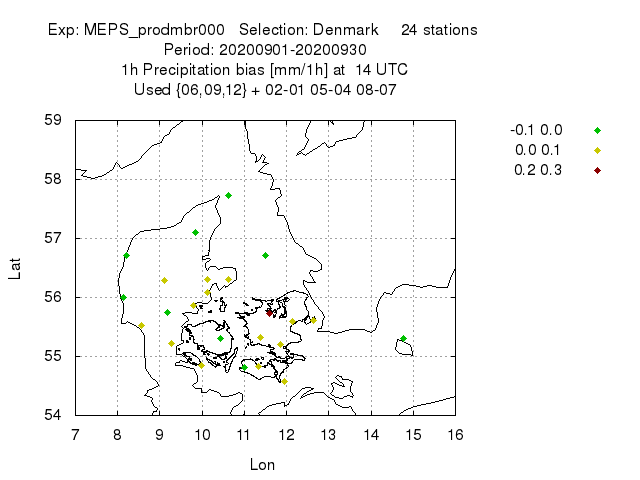 Exp: MEPS_prodmbr000   Selection: Denmark     24 stations
Period: 20200901-20200930
1h Precipitation bias [mm/1h] at  14 UTC
Used {06,09,12} + 02-01 05-04 08-07
-0.1 0.0
0.0 0.1
0.2 0.3
59
58
57
56
55
54
Lat
7 8 9 10 11 12 13 14 15 16
Lon